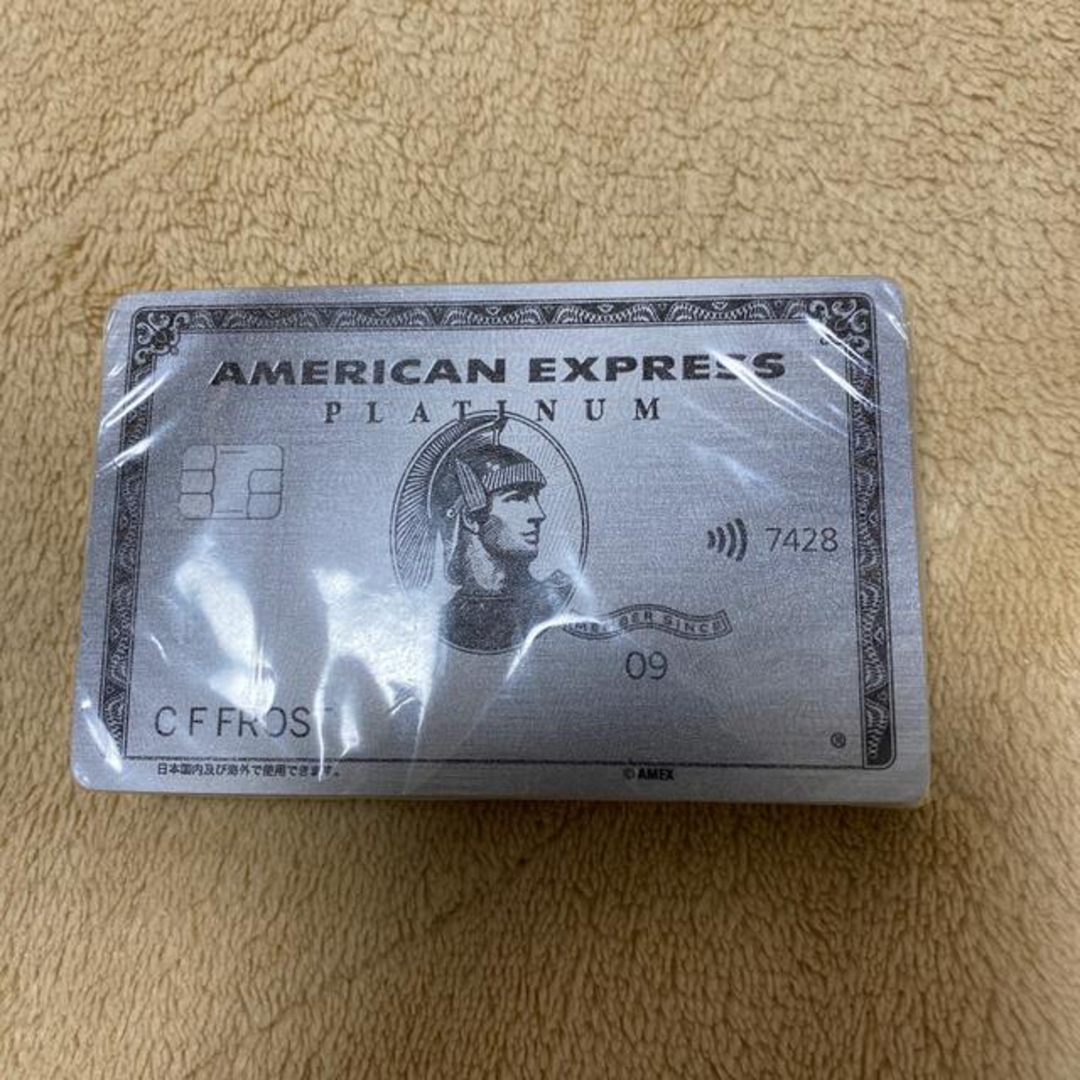 AMERICAN EXPRESS
PLATINUM
7428
MEMBER SINCE
09
C F FROST
日本国内及び海外で使用できます。
© AMEX
®